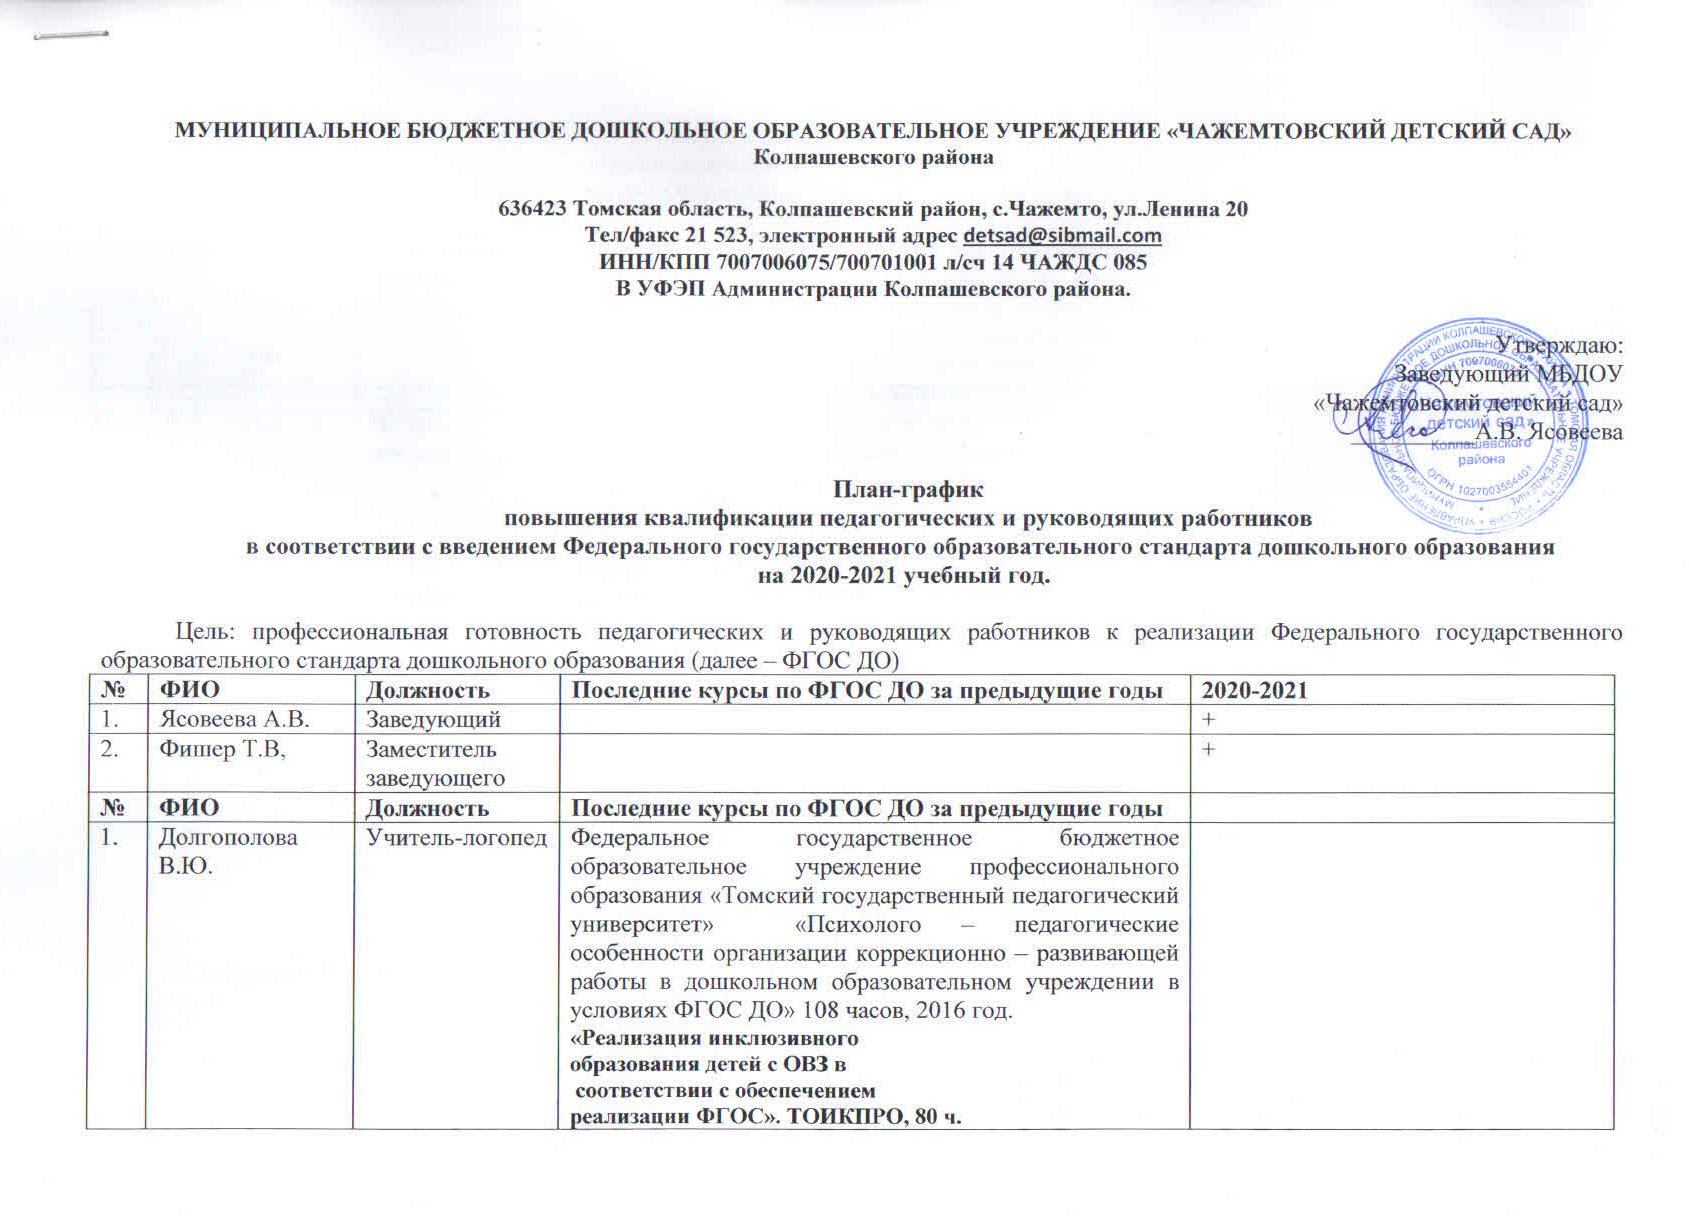 МУНИЦИПАЛЬНОЕ БЮДЖЕТНОЕ ДОШКОЛЬНОЕ ОБРАЗОВАТЕЛЬНОЕ УЧРЕЖДЕНИЕ «ЧАЖЕМТОВСКИЙ ДЕТСКИЙ САД»
Колпашевского района
636423 Томская область, Колпашевский район, с.Чажемто, ул.Ленина 20
Тел/факс 21 523, электронный адрес detsad@sibmail.com
ИНН/КПП 7007006075/700701001 л/сч 14 ЧАЖДС 085
В УФЭП Администрации Колпашевского района.
Утверждаю:
Заведующий МБДОУ
«Чажемтовский детский сад»
А.В. Ясовеева
детский сад»
Колпашевского
района
ОГРН 1027003554401
План-график
повышения квалификации педагогических и руководящих работников
в соответствии с введением Федерального государственного образовательного стандарта дошкольного образования
на 2020-2021 учебный год.
Цель: профессиональная готовность педагогических и руководящих работников к реализации Федерального государственного
образовательного стандарта дошкольного образования (далее – ФГОС ДО)
№ ФИО Должность Последние курсы по ФГОС ДО за предыдущие годы 2020-2021
1. Ясовеева А.В. Заведующий +
2. Фишер Т.В, Заместитель +
заведующего
№ ФИО Должность Последние курсы по ФГОС ДО за предыдущие годы
1. Долгополова Учитель-логопед Федеральное государственное бюджетное
В.Ю. образовательное учреждение профессионального
образования «Томский государственный педагогический
университет» «Психолого – педагогические
особенности организации коррекционно – развивающей
работы в дошкольном образовательном учреждении в
условиях ФГОС ДО» 108 часов, 2016 год.
«Реализация инклюзивного
образования детей с ОВЗ в
соответствии с обеспечением
реализации ФГОС». ТОИКПРО, 80 ч.